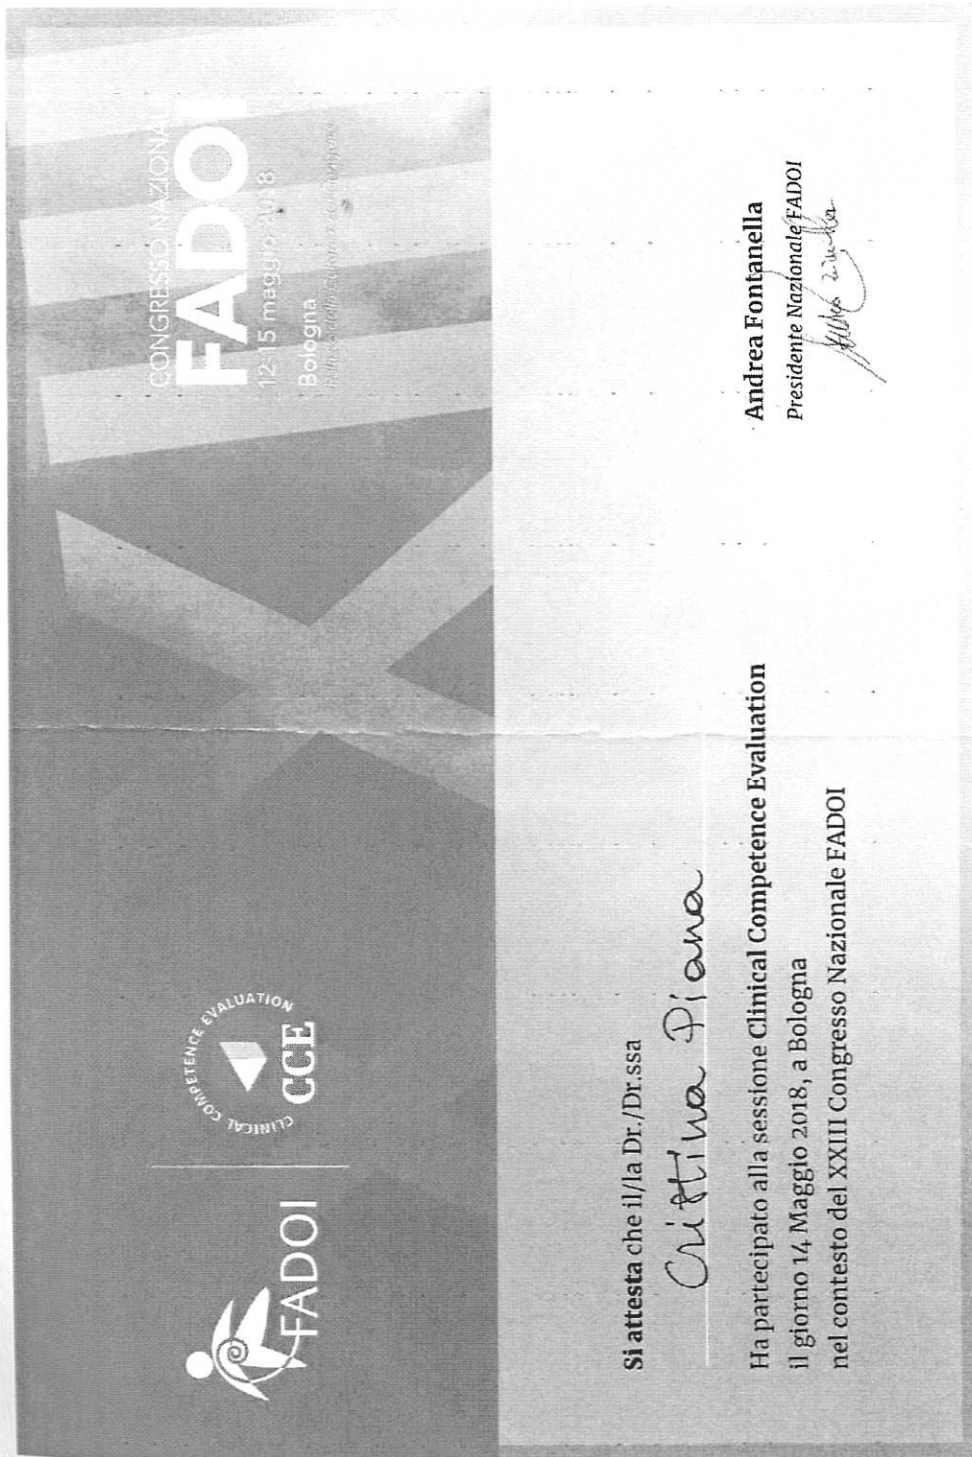 FADOI
CLINICAL COMPETENCE EVALUATION
CCE
CONGRESSO NAZIONALE
FADOI
12-15 maggio 2018
Bologna
Si attesta che il/la Dr./Dr.ssa
Crittina Piana
Ha partecipato alla sessione Clinical Competence Evaluation
il giorno 14 Maggio 2018, a Bologna
nel contesto del XXIII Congresso Nazionale FADOI
Andrea Fontanella
Presidente Nazionale FADOI